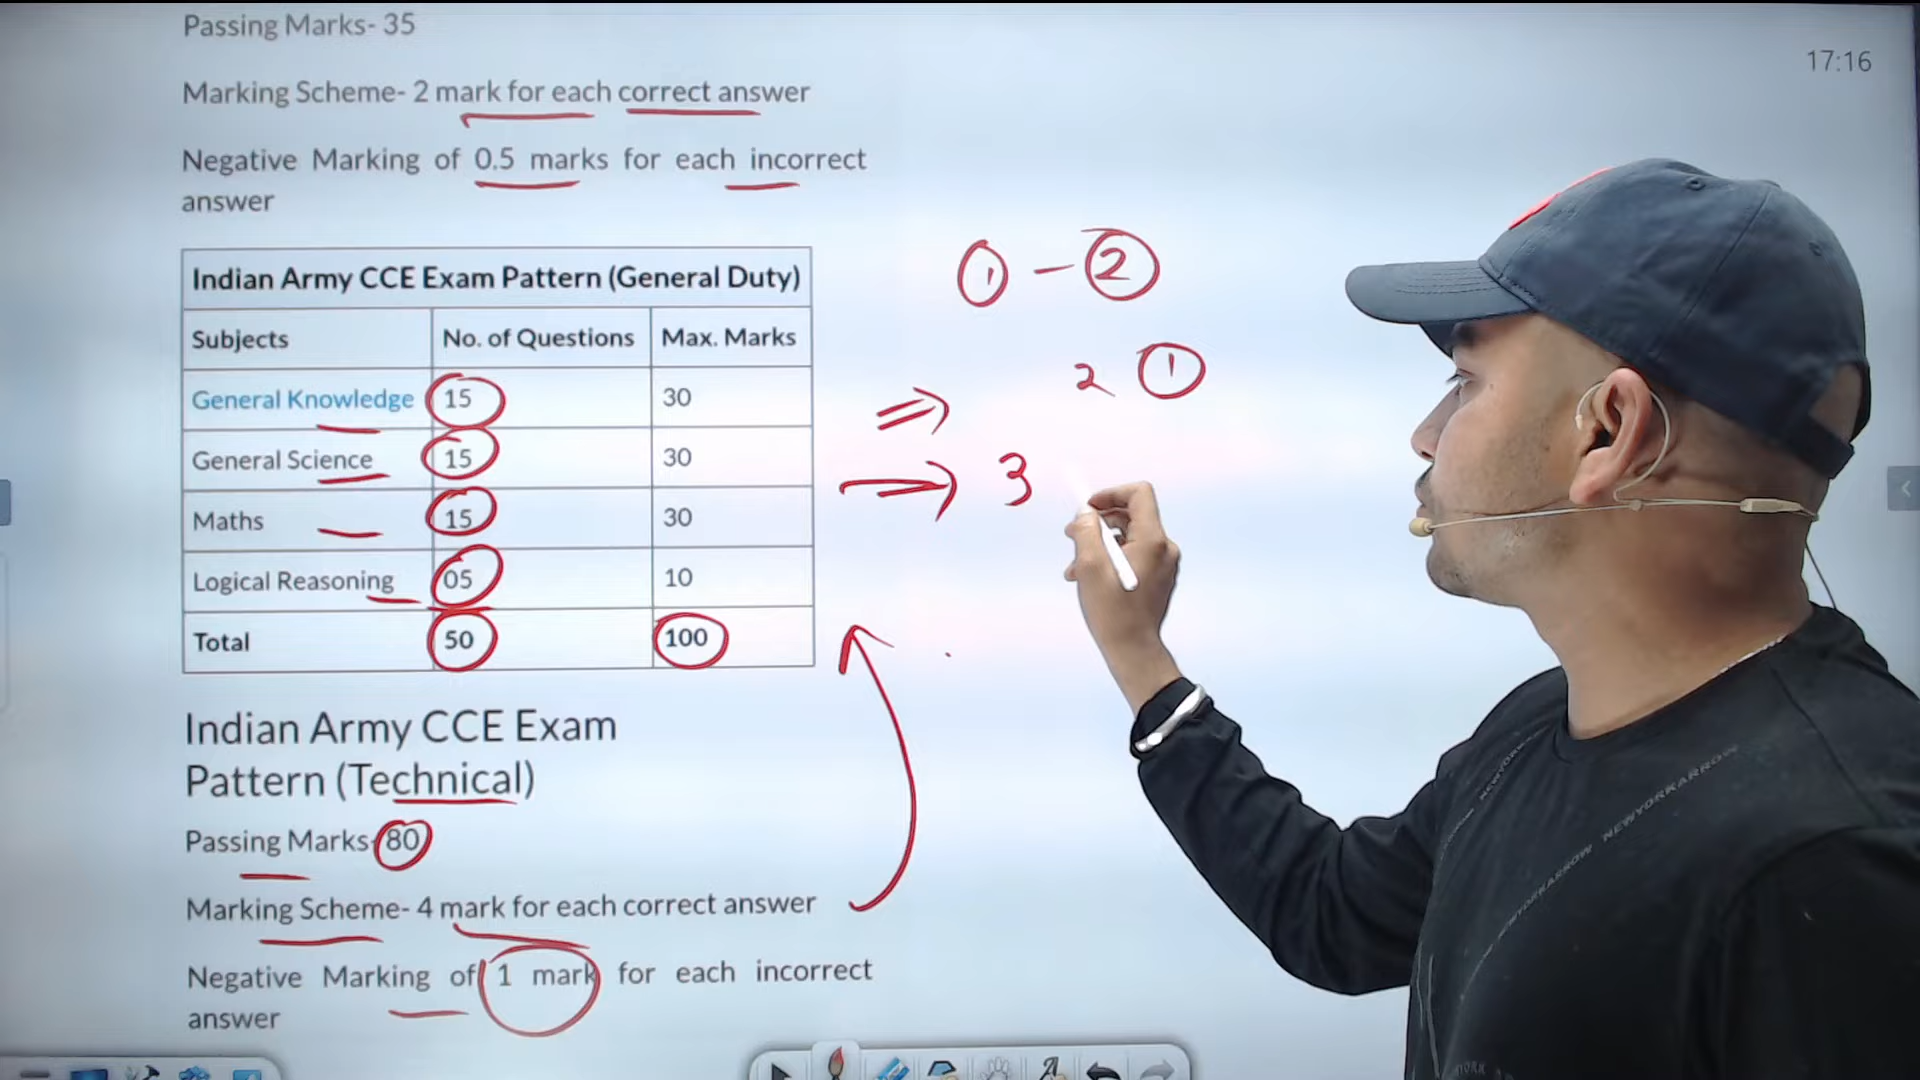 Passing Marks- 35
17:16
Marking Scheme- 2 mark for each correct answer
Negative Marking of 0.5 marks for each incorrect
answer
Indian Army CCE Exam Pattern (General Duty)
Subjects No. of Questions Max. Marks
General Knowledge 15 30
General Science 15 30
Maths 15 30
Logical Reasoning 05 10
Total 50 100
1 - 2
2 1
3
Indian Army CCE Exam
Pattern (Technical)
Passing Marks- 80
Marking Scheme- 4 mark for each correct answer
Negative Marking of 1 mark for each incorrect
answer
NEWYORKARROW
NEWYORKARROW